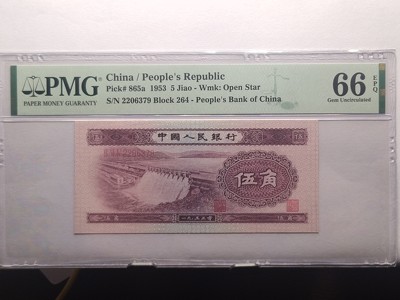 PMG
PAPER MONEY GUARANTY
China / People's Republic
Pick# 865a 1953 5 Jiao - Wmk: Open Star
S/N 2206379 Block 264 - People's Bank of China
66 EPQ
Gem Uncirculated
中國人民銀行
伍角
一九五三年